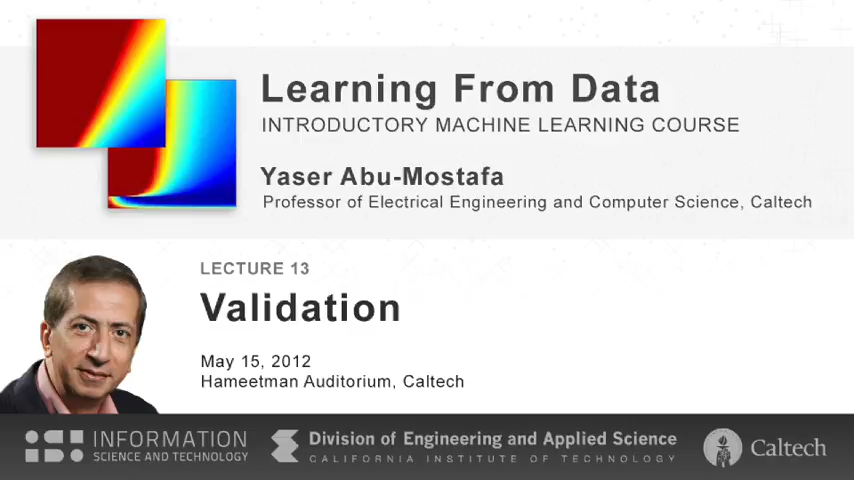 Learning From Data
INTRODUCTORY MACHINE LEARNING COURSE
Yaser Abu-Mostafa
Professor of Electrical Engineering and Computer Science, Caltech
LECTURE 13
Validation
May 15, 2012
Hameetman Auditorium, Caltech
INFORMATION
SCIENCE AND TECHNOLOGY
Division of Engineering and Applied Science
CALIFORNIA INSTITUTE OF TECHNOLOGY
Caltech